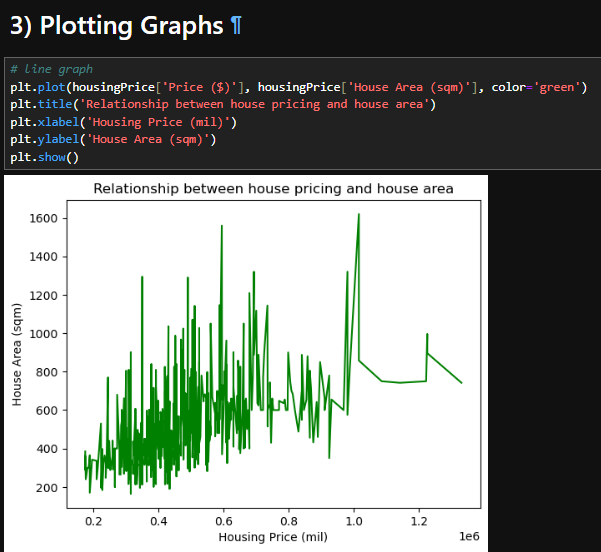 3) Plotting Graphs ¶
# line graph
plt.plot(housingPrice['Price ($)'], housingPrice['House Area (sqm)'], color='green')
plt.title('Relationship between house pricing and house area')
plt.xlabel('Housing Price (mil)')
plt.ylabel('House Area (sqm)')
plt.show()
Relationship between house pricing and house area
1600
1400
1200
1000
800
600
400
200
House Area (sqm)
0.2 0.4 0.6 0.8 1.0 1.2
1e6
Housing Price (mil)